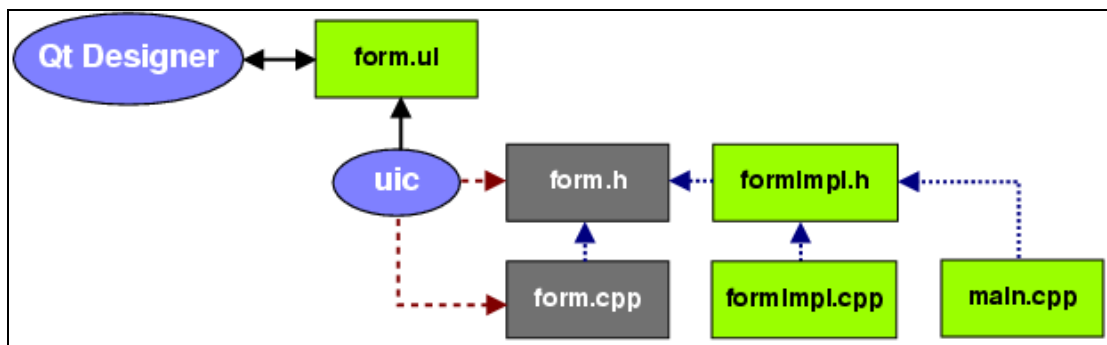 Qt Designer
form.ui
uic
form.h
formImpl.h
form.cpp
formImpl.cpp
main.cpp